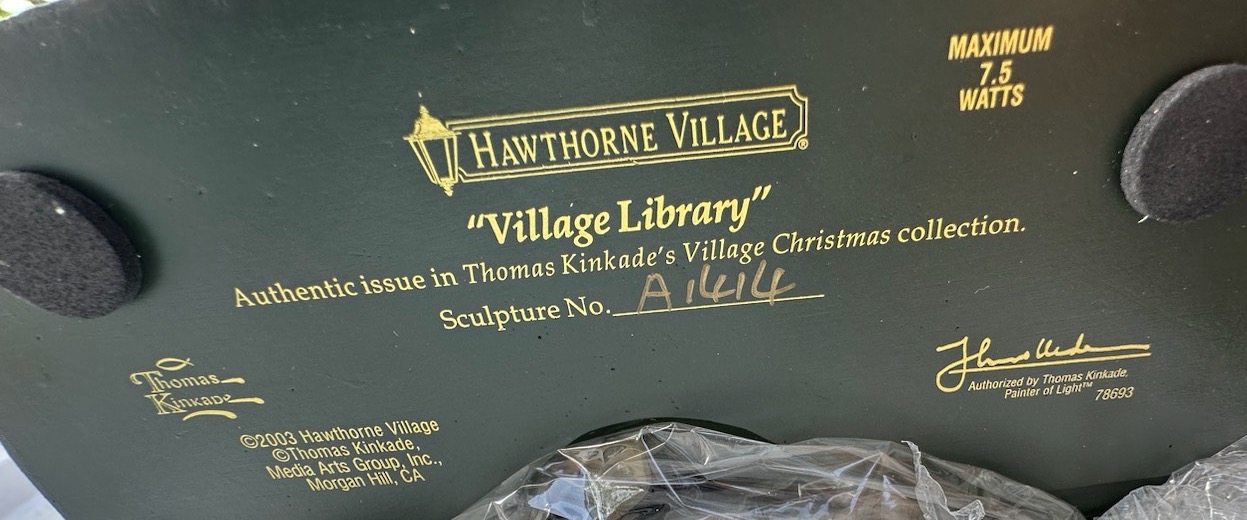 MAXIMUM
7.5
WATTS
HAWTHORNE VILLAGE®
“Village Library”
Authentic issue in Thomas Kinkade’s Village Christmas collection.
Sculpture No. A1414
Thomas
Kinkade
©2003 Hawthorne Village
©Thomas Kinkade,
Media Arts Group, Inc.,
Morgan Hill, CA
Authorized by Thomas Kinkade,
Painter of Light™
78693